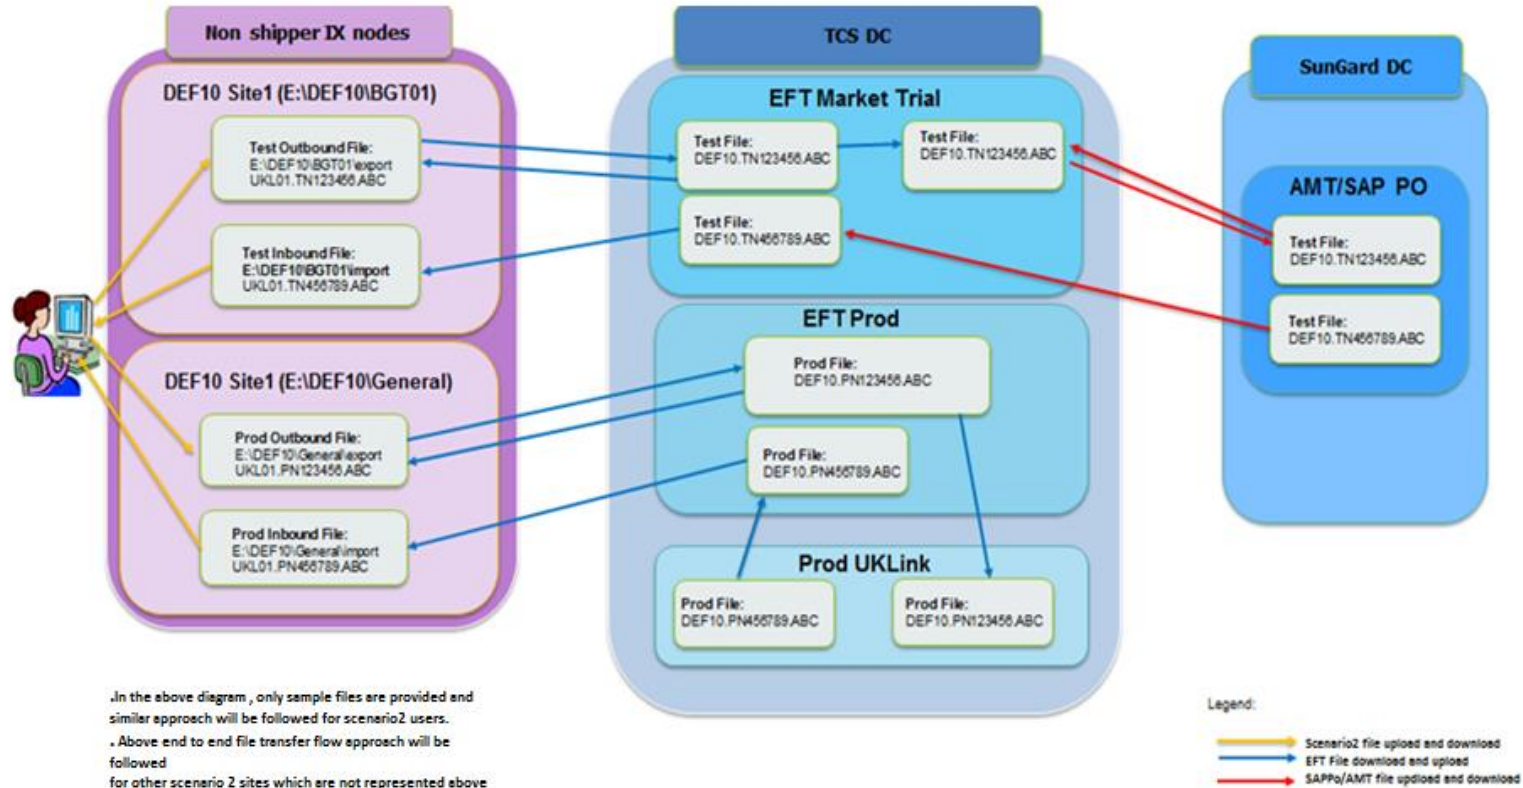 Non shipper IX nodes
TCS DC
SunGard DC
DEF10 Site1 (E:\DEF10\BGT01)
Test Outbound File:
E:\DEF10\BGT01\export
UKL01.TN123456.ABC
Test Inbound File:
E:\DEF10\BGT01\import
UKL01.TN456789.ABC
DEF10 Site1 (E:\DEF10\General)
Prod Outbound File:
E:\DEF10\General\export
UKL01.PN123456.ABC
Prod Inbound File:
E:\DEF10\General\import
UKL01.PN456789.ABC
EFT Market Trial
Test File:
DEF10.TN123456.ABC
Test File:
DEF10.TN123456.ABC
Test File:
DEF10.TN456789.ABC
EFT Prod
Prod File:
DEF10.PN123456.ABC
Prod File:
DEF10.PN456789.ABC
Prod UKLink
Prod File:
DEF10.PN456789.ABC
Prod File:
DEF10.PN123456.ABC
AMT/SAP PO
Test File:
DEF10.TN123456.ABC
Test File:
DEF10.TN456789.ABC
.In the above diagram , only sample files are provided and
similar approach will be followed for scenario2 users.
. Above end to end file transfer flow approach will be
followed
for other scenario 2 sites which are not represented above
Legend:
Scenario2 file upload and download
EFT File download and upload
SAPPo/AMT file updload and download